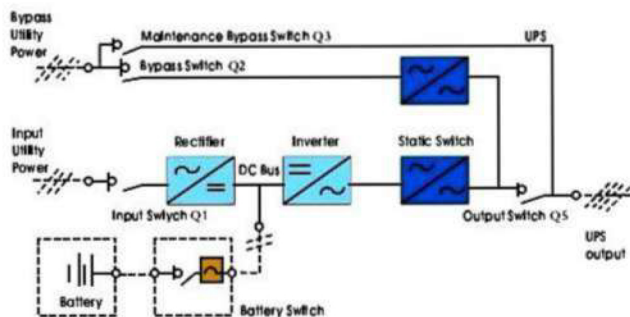 Bypass
Utility
Power
Maintenance Bypass Switch Q3
UPS
Bypass Switch Q2
Input
Utility
Power
Rectifier
DC Bus
Inverter
Static Switch
Input Swiych Q1
Output Switch Q5
UPS
output
Battery
Battery Switch